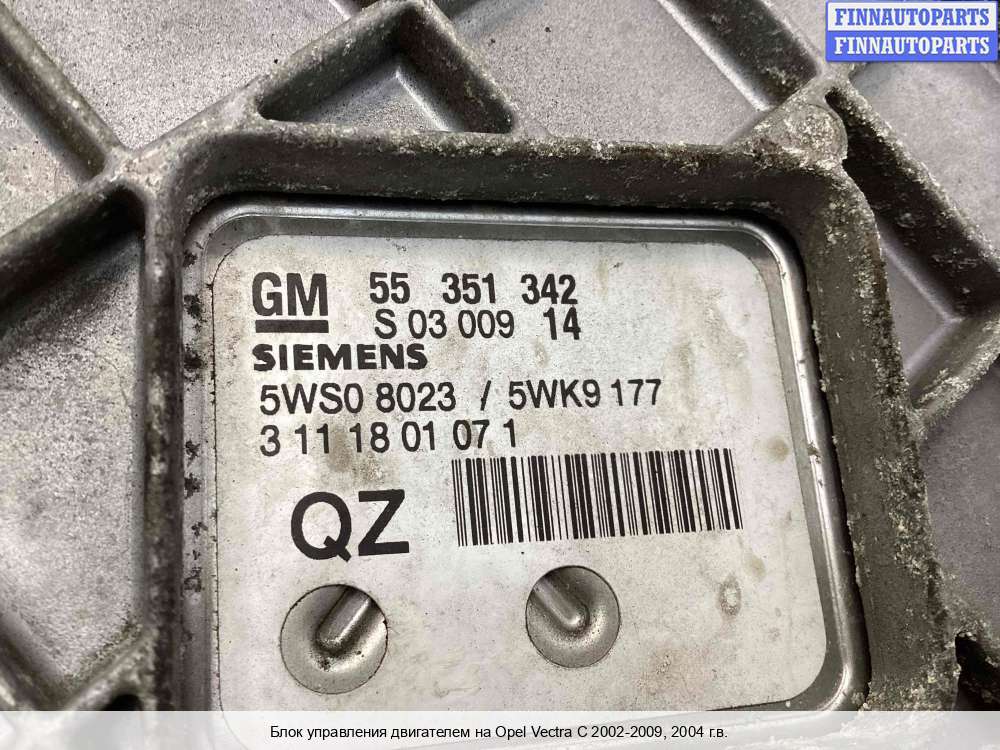 FINNAUTOPARTS
FINNAUTOPARTS
GM 55 351 342
S 03 009 14
SIEMENS
5WS0 8023 / 5WK9 177
3 11 18 01 07 1
QZ
Блок управления двигателем на Opel Vectra C 2002-2009, 2004 г.в.